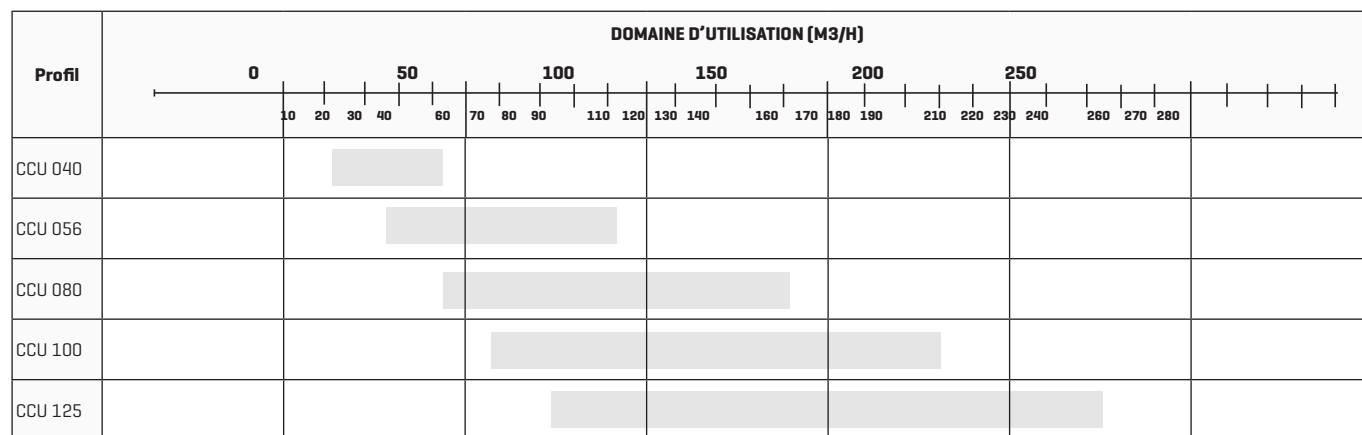 DOMAINE D'UTILISATION (M3/H)
Profil
0 50 100 150 200 250
10 20 30 40 60 70 80 90 110 120 130 140 160 170 180 190 210 220 230 240 260 270 280
CCU 040
CCU 056
CCU 080
CCU 100
CCU 125